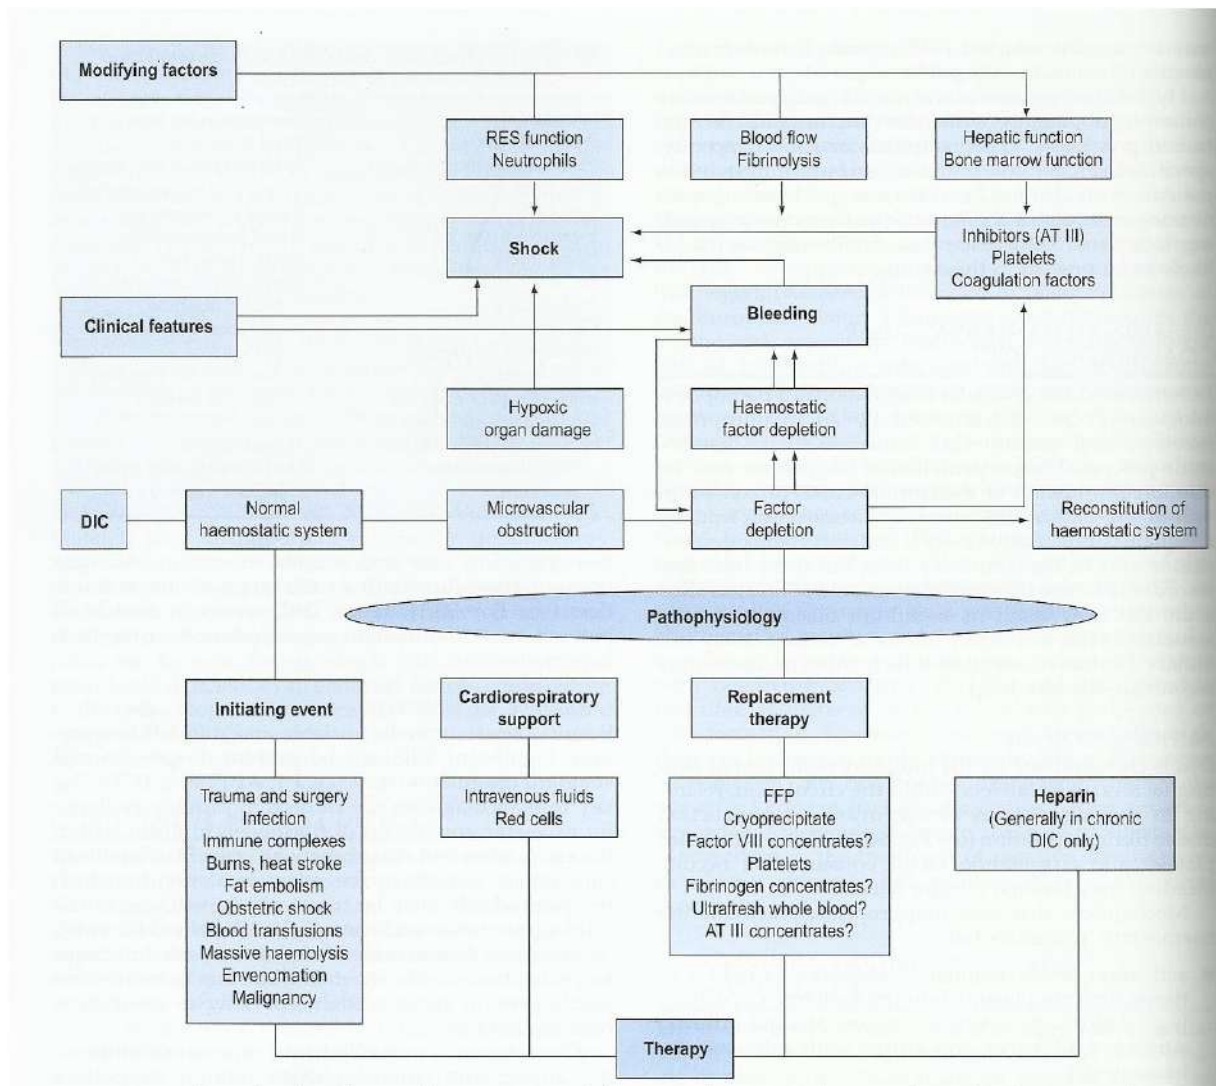 Modifying factors
RES function
Neutrophils
Blood flow
Fibrinolysis
Hepatic function
Bone marrow function
Shock
Inhibitors (AT III)
Platelets
Coagulation factors
Clinical features
Bleeding
Hypoxic
organ damage
Haemostatic
factor depletion
DIC
Normal
haemostatic system
Microvascular
obstruction
Factor
depletion
Reconstitution of
haemostatic system
Pathophysiology
Initiating event
Cardiorespiratory
support
Replacement
therapy
Trauma and surgery
Infection
Immune complexes
Burns, heat stroke
Fat embolism
Obstetric shock
Blood transfusions
Massive haemolysis
Envenomation
Malignancy
Intravenous fluids
Red cells
FFP
Cryoprecipitate
Factor VIII concentrates?
Platelets
Fibrinogen concentrates?
Ultrafresh whole blood?
AT III concentrates?
Heparin
(Generally in chronic
DIC only)
Therapy